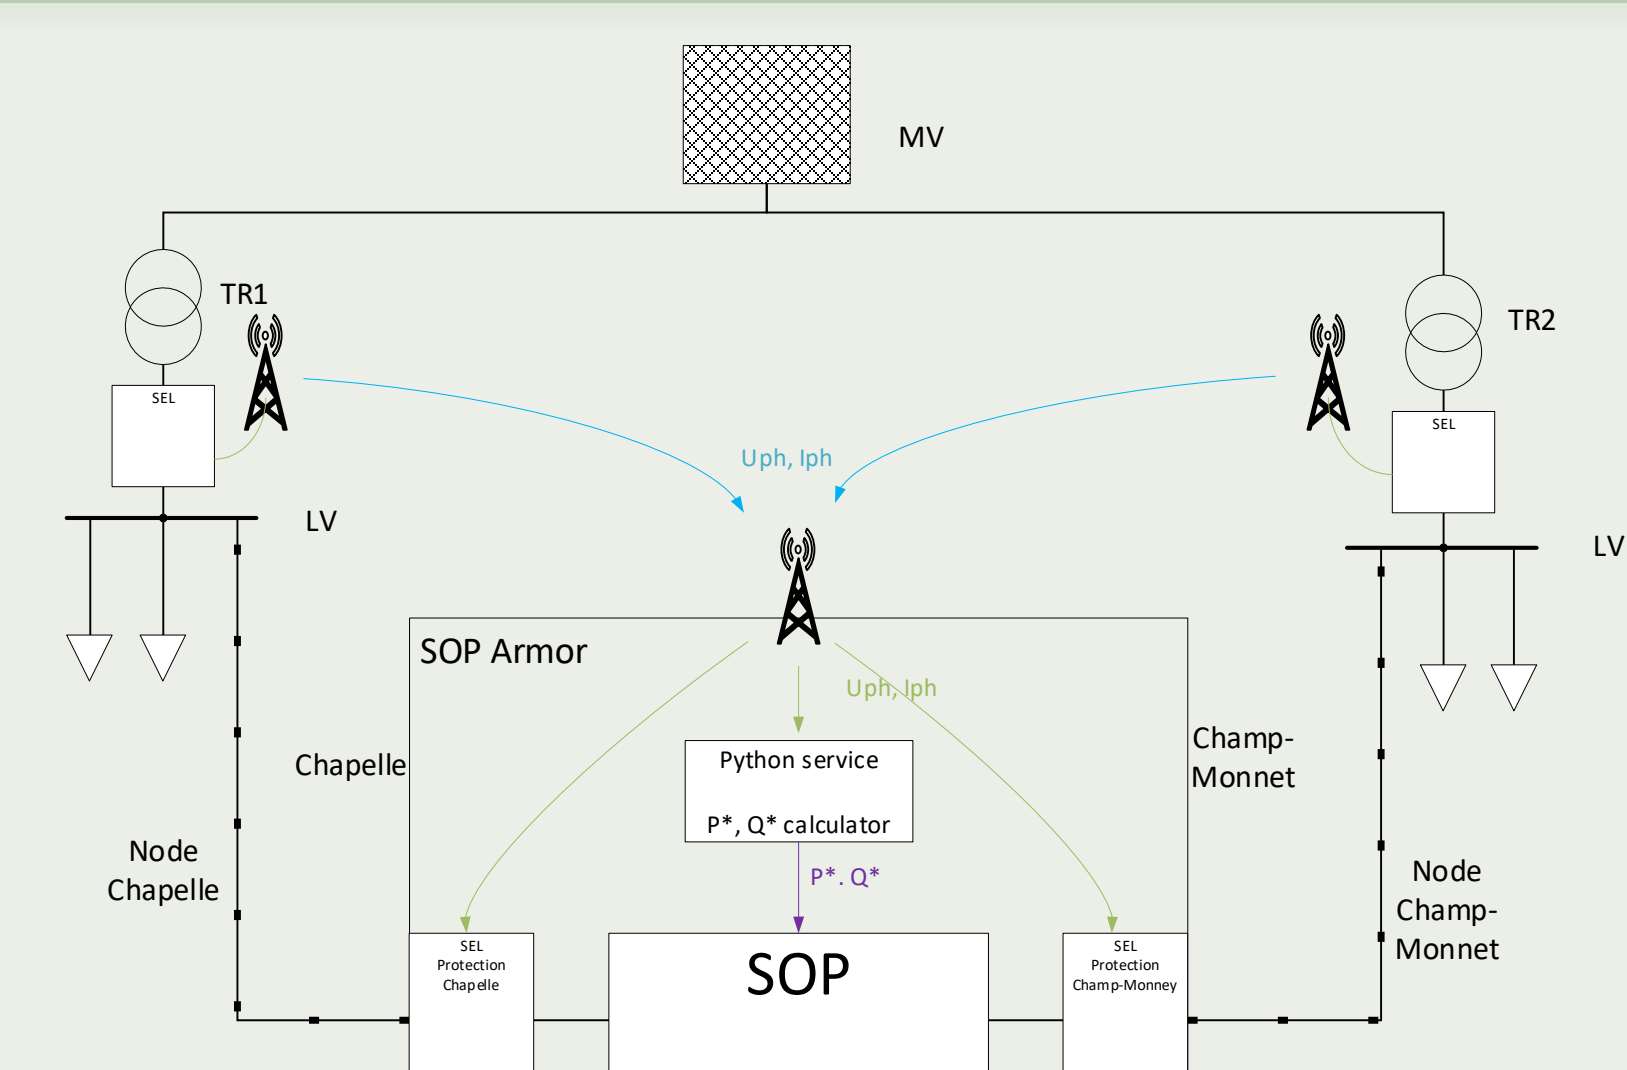 MV
TR1
TR2
SEL
SEL
Uph, Iph
LV
LV
SOP Armor
Uph, Iph
Chapelle
Champ-
Monnet
Python service
P*, Q* calculator
Node
Chapelle
P*. Q*
Node
Champ-
Monnet
SEL
Protection
Chapelle
SOP
SEL
Protection
Champ-Monney